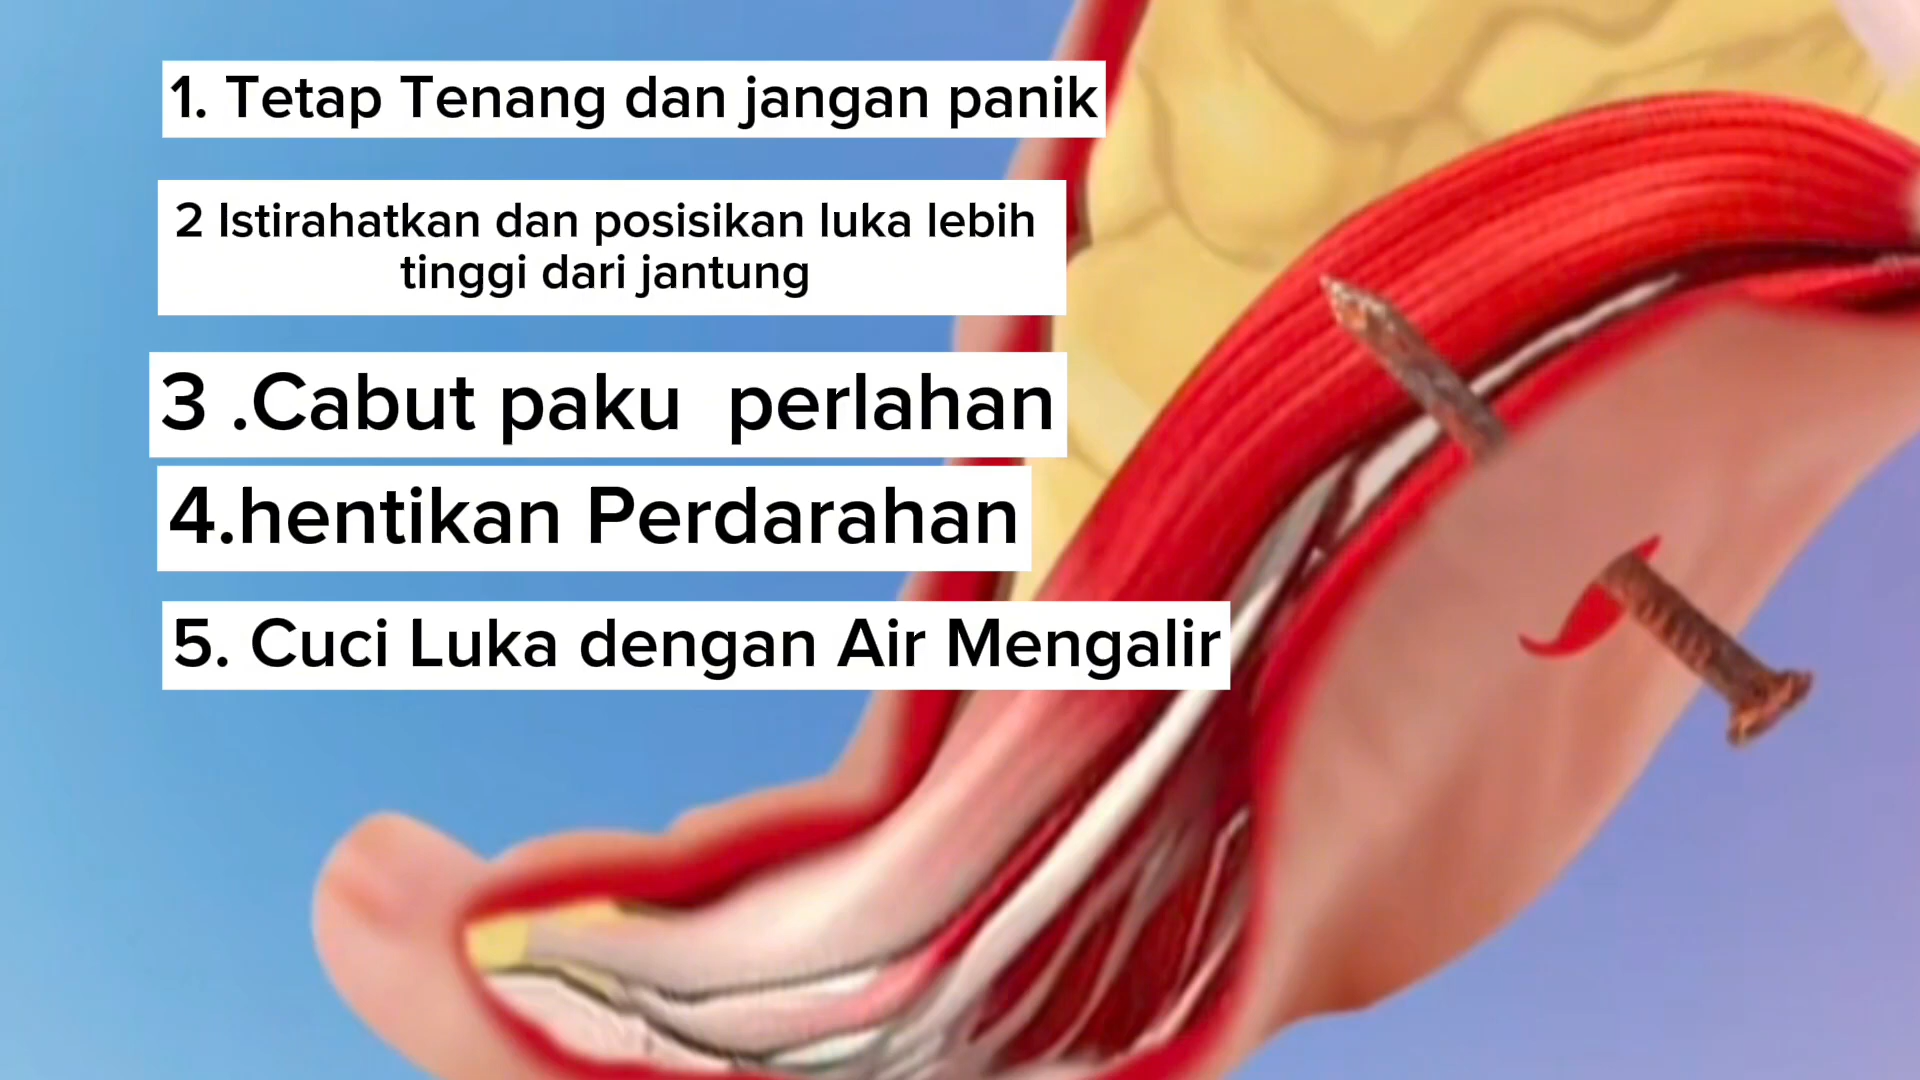 1. Tetap Tenang dan jangan panik
2 Istirahatkan dan posisikan luka lebih
tinggi dari jantung
3 .Cabut paku perlahan
4.hentikan Perdarahan
5. Cuci Luka dengan Air Mengalir